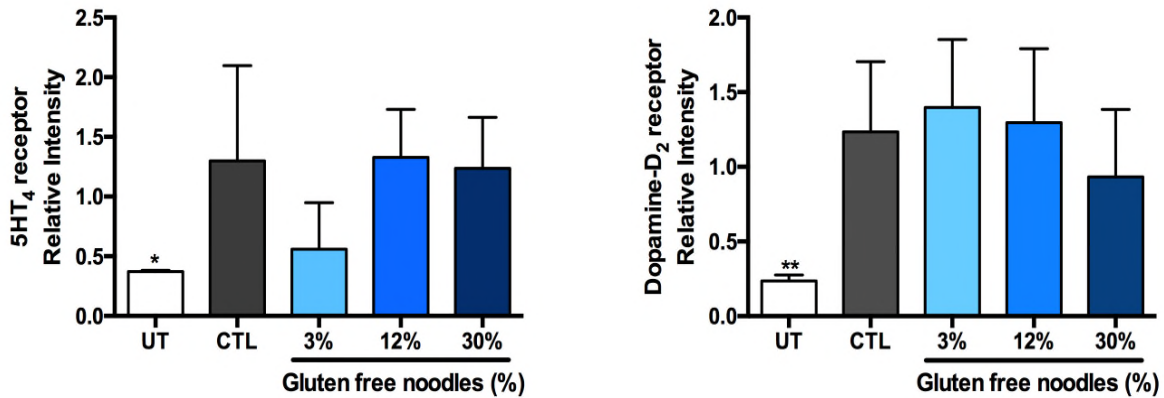 5HT4 receptor
Relative Intensity
2.5
2.0
1.5
1.0
0.5
0.0
*
UT CTL 3% 12% 30%
Gluten free noodles (%)
Dopamine-D2 receptor
Relative Intensity
2.0
1.5
1.0
0.5
0.0
**
UT CTL 3% 12% 30%
Gluten free noodles (%)